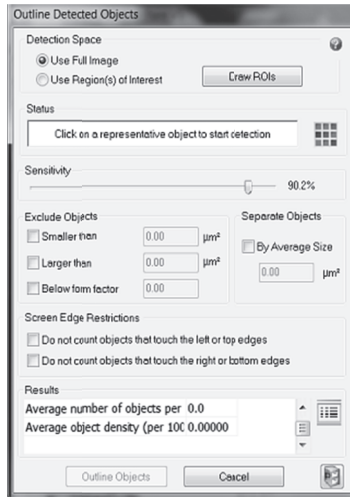 Outline Detected Objects
Detection Space
Use Full Image
Use Region(s) of Interest
Draw ROIs
Status
Click on a representative object to start detection
Sensitivity
90.2%
Exclude Objects
Separate Objects
Smaller than 0.00 µm²
By Average Size
Larger than 0.00 µm²
0.00 µm²
Below form factor 0.00
Screen Edge Restrictions
Do not count objects that touch the left or top edges
Do not count objects that touch the right or bottom edges
Results
Average number of objects per 0.0
Average object density (per 100 0.00000
Outline Objects
Cancel